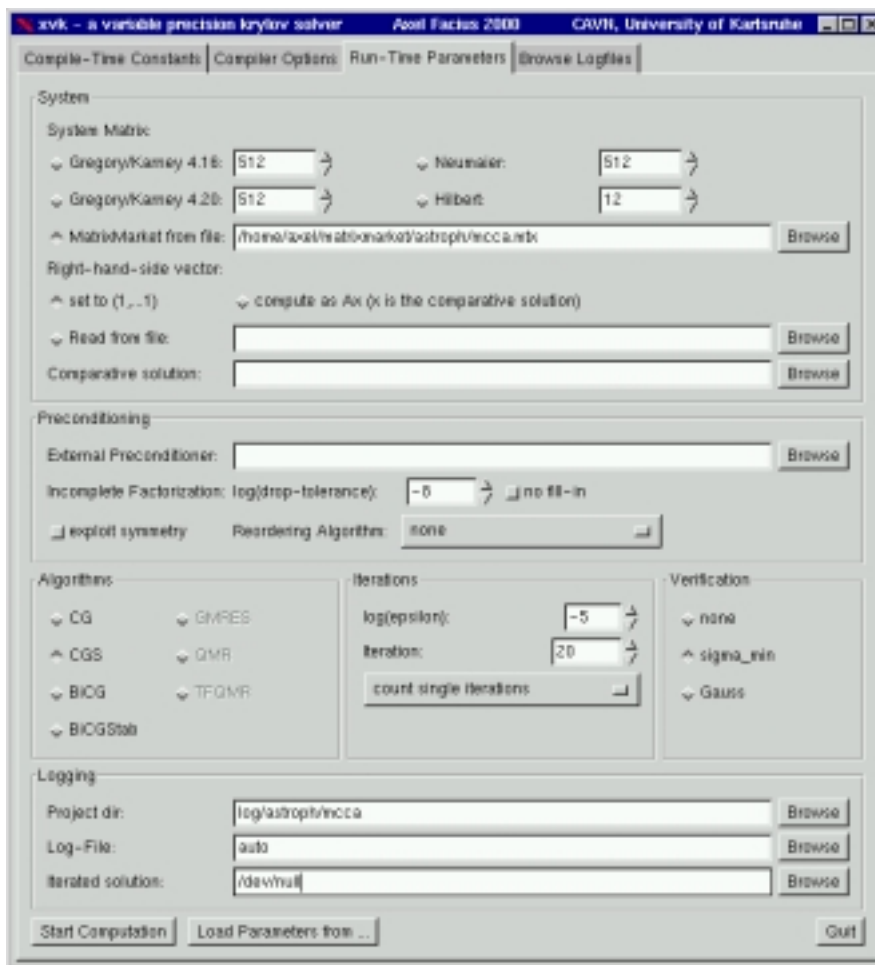 xvk - a variable precision krylov solver Axel Facius 2000 CAVN, University of Karlsruhe
Compile-Time Constants Compiler Options Run-Time Parameters Browse Logfiles
System
System Matrix:
Gregory/Karney 4.16: 512 Neumaier: 512
Gregory/Karney 4.20: 512 Hilbert: 12
MatrixMarket from file: /home/axel/matrixmarket/astroph/mcca.mtx Browse
Right-hand-side vector:
set to (1,..1) compute as Ax (x is the comparative solution)
Read from file: Browse
Comparative solution: Browse
Preconditioning
External Preconditioner: Browse
Incomplete Factorization: log(drop-tolerance): no fill-in
exploit symmetry Reordering Algorithm: none
Algorithms Iterations Verification
CG GMRES log(epsilon): -5 none
CGS QMR Iteration: 20 sigma_min
BiCG TFQMR count single iterations Gauss
BiCGStab
Logging
Project dir: log/astroph/mcca Browse
Log-File: auto Browse
Iterated solution: /dev/null Browse
Start Computation Load Parameters from ... Quit